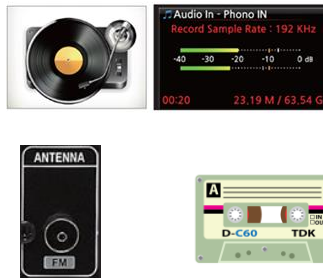 Audio In - Phono IN
Record Sample Rate : 192 KHz
-40 -30 -20 -10 0 dB
00:20 23,19 M / 63,54 G
ANTENNA
FM
A
IN
D-C60 TDK